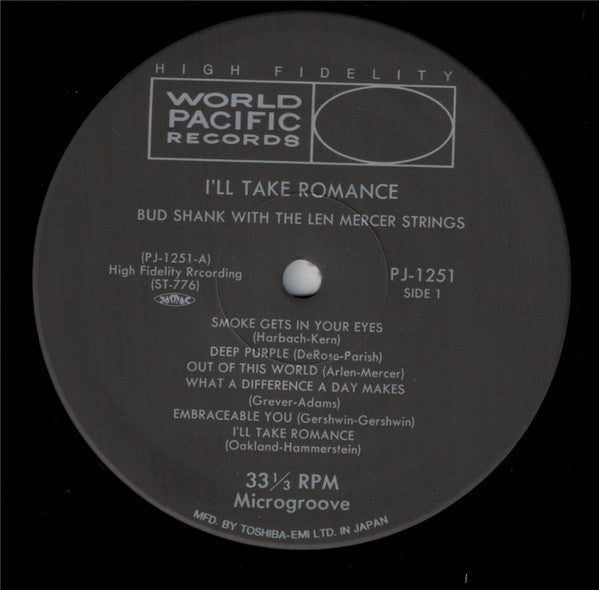 HIGH FIDELITY
WORLD
PACIFIC
RECORDS
I'LL TAKE ROMANCE
BUD SHANK WITH THE LEN MERCER STRINGS
(PJ-1251-A)
High Fidelity Rrcording
(ST-776)
PJ-1251
SIDE 1
SMOKE GETS IN YOUR EYES
(Harbach-Kern)
DEEP PURPLE (DeRose-Parish)
OUT OF THIS WORLD (Arlen-Mercer)
WHAT A DIFFERENCE A DAY MAKES
(Grever-Adams)
EMBRACEABLE YOU (Gershwin-Gershwin)
I'LL TAKE ROMANCE
(Oakland-Hammerstein)
33 1/3 RPM
Microgroove
MFD. BY TOSHIBA-EMI LTD. IN JAPAN